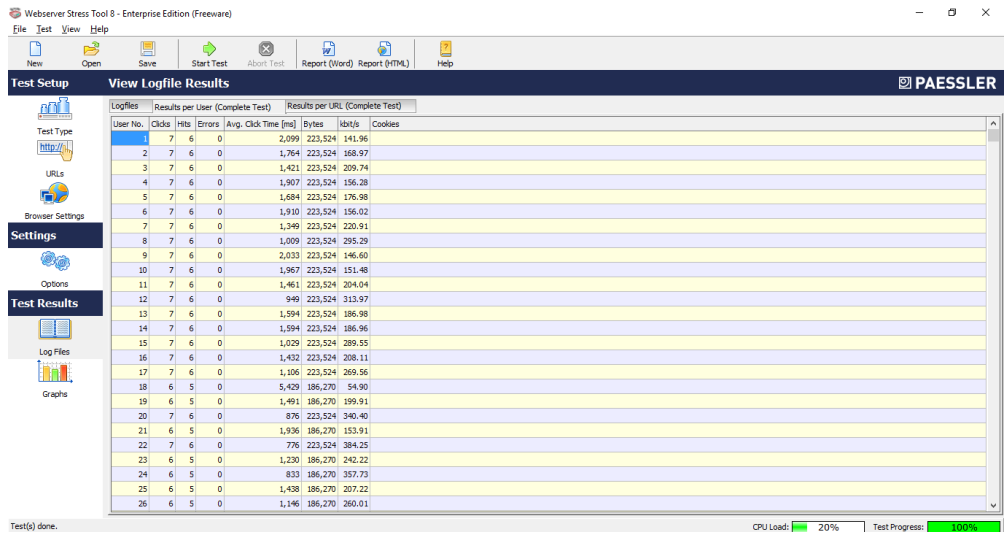 Webserver Stress Tool 8 - Enterprise Edition (Freeware)
File Test View Help
New Open Save Start Test Abort Test Report (Word) Report (HTML) Help
Test Setup
View Logfile Results
PAESSLER
Test Type
http://
URLs
Browser Settings
Settings
Options
Test Results
Log Files
Graphs
Logfiles Results per User (Complete Test) Results per URL (Complete Test)
User No. Clicks Hits Errors Avg. Click Time [ms] Bytes kbit/s Cookies
1 7 6 0 2,099 223,524 141.96
2 7 6 0 1,764 223,524 168.97
3 7 6 0 1,421 223,524 209.74
4 7 6 0 1,907 223,524 156.28
5 7 6 0 1,684 223,524 176.98
6 7 6 0 1,910 223,524 156.02
7 7 6 0 1,349 223,524 220.91
8 7 6 0 1,009 223,524 295.29
9 7 6 0 2,033 223,524 146.60
10 7 6 0 1,967 223,524 151.48
11 7 6 0 1,461 223,524 204.04
12 7 6 0 949 223,524 313.97
13 7 6 0 1,594 223,524 186.98
14 7 6 0 1,594 223,524 186.96
15 7 6 0 1,029 223,524 289.55
16 7 6 0 1,432 223,524 208.11
17 7 6 0 1,106 223,524 269.56
18 6 5 0 5,429 186,270 54.90
19 6 5 0 1,491 186,270 199.91
20 7 6 0 876 223,524 340.40
21 6 5 0 1,936 186,270 153.91
22 7 6 0 776 223,524 384.25
23 6 5 0 1,230 186,270 242.22
24 6 5 0 833 186,270 357.73
25 6 5 0 1,438 186,270 207.22
26 6 5 0 1,146 186,270 260.01
Test(s) done.
CPU Load: 20% Test Progress: 100%